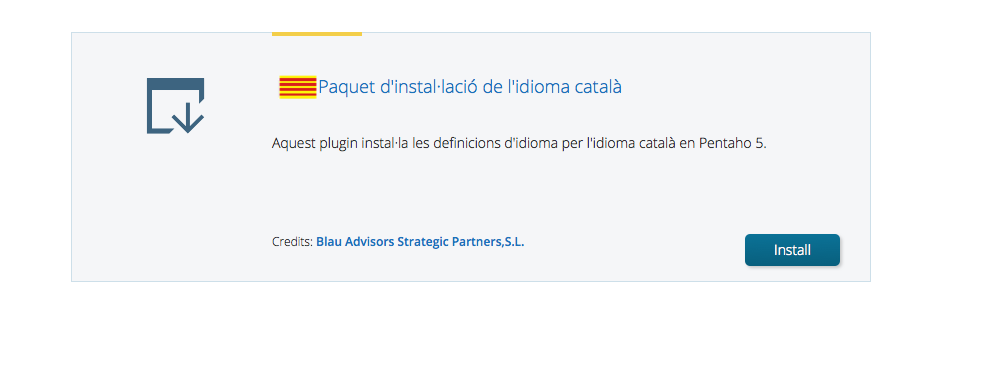 Paquet d'instal·lació de l'idioma català
Aquest plugin instal·la les definicions d'idioma per l'idioma català en Pentaho 5.
Credits: Blau Advisors Strategic Partners,S.L.
Install